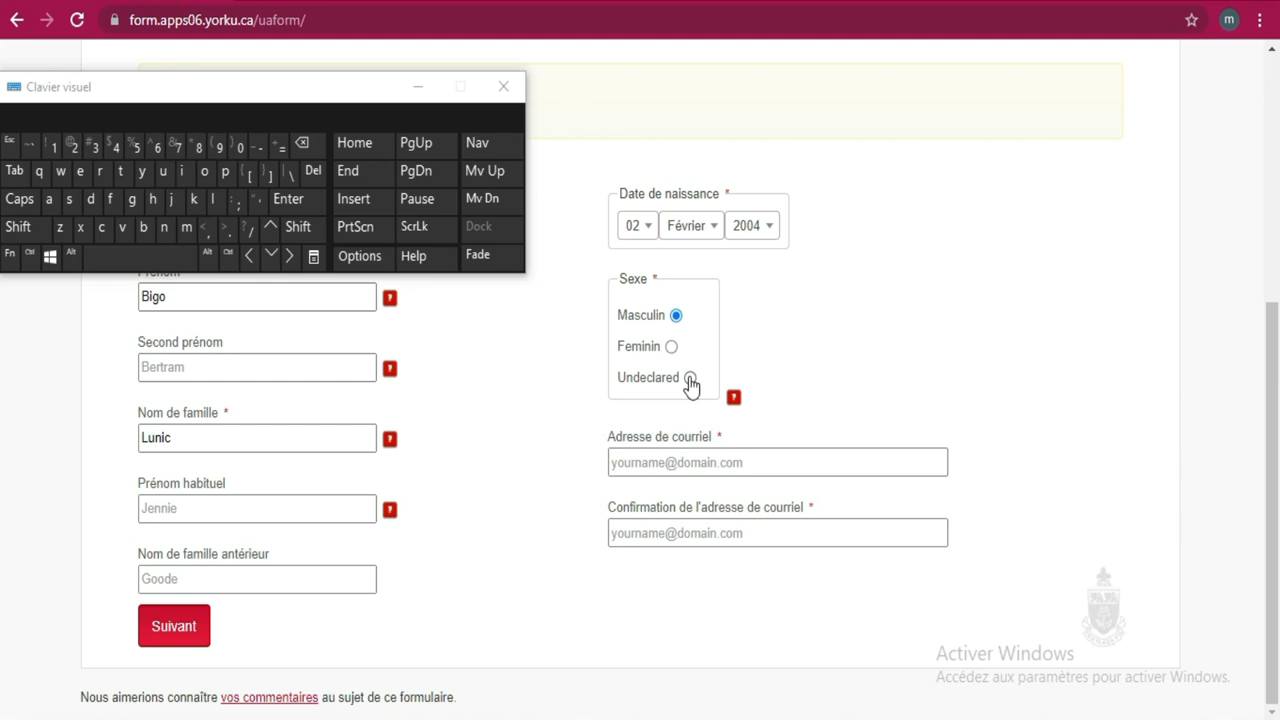 form.apps06.yorku.ca/uaform/
m
Clavier visuel
Esc ~` ! 1 @ 2 # 3 $ 4 % 5 ^ 6 & 7 * 8 ( 9 ) 0 _ - + = Home PgUp Nav
Tab q w e r t y u i o p { [ } ] | \ Del End PgDn Mv Up
Caps a s d f g h j k l : ; " ' Enter Insert Pause Mv Dn
Shift z x c v b n m < , > . ? / Shift PrtScn ScrLk Dock
Fn Ctrl Alt Alt Ctrl Options Help Fade
Date de naissance *
02 Février 2004
Sexe *
Masculin
Feminin
Undeclared
Prénom
Bigo
Second prénom
Bertram
Nom de famille *
Lunic
Prénom habituel
Jennie
Nom de famille antérieur
Goode
Adresse de courriel *
yourname@domain.com
Confirmation de l'adresse de courriel *
yourname@domain.com
Suivant
Activer Windows
Accédez aux paramètres pour activer Windows.
Nous aimerions connaître vos commentaires au sujet de ce formulaire.